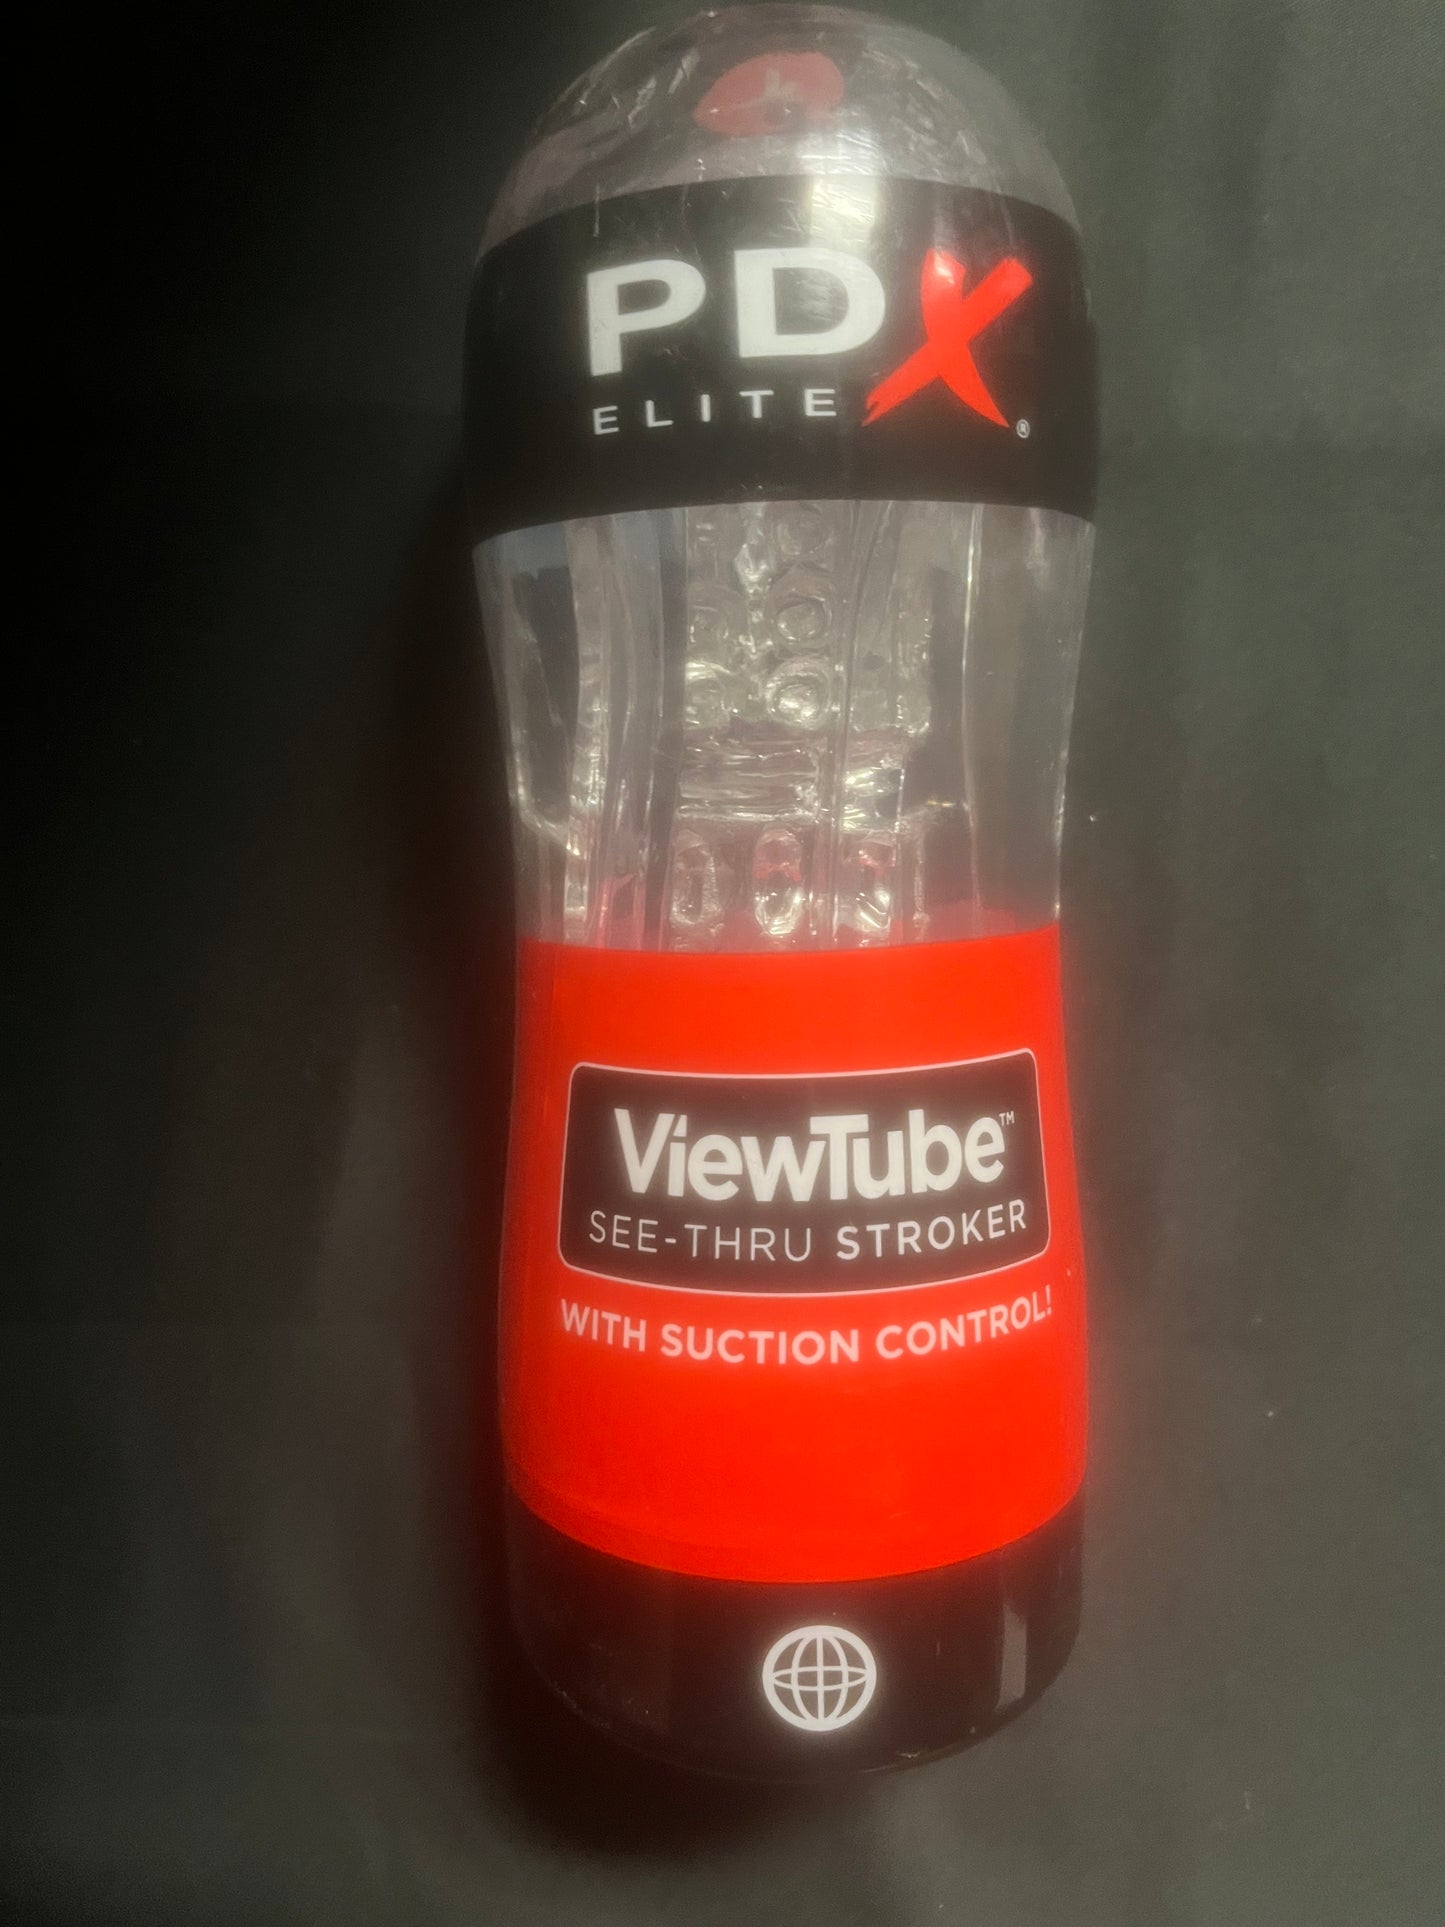 PDX
ELITE ®
ViewTube™
SEE-THRU STROKER
WITH SUCTION CONTROL!